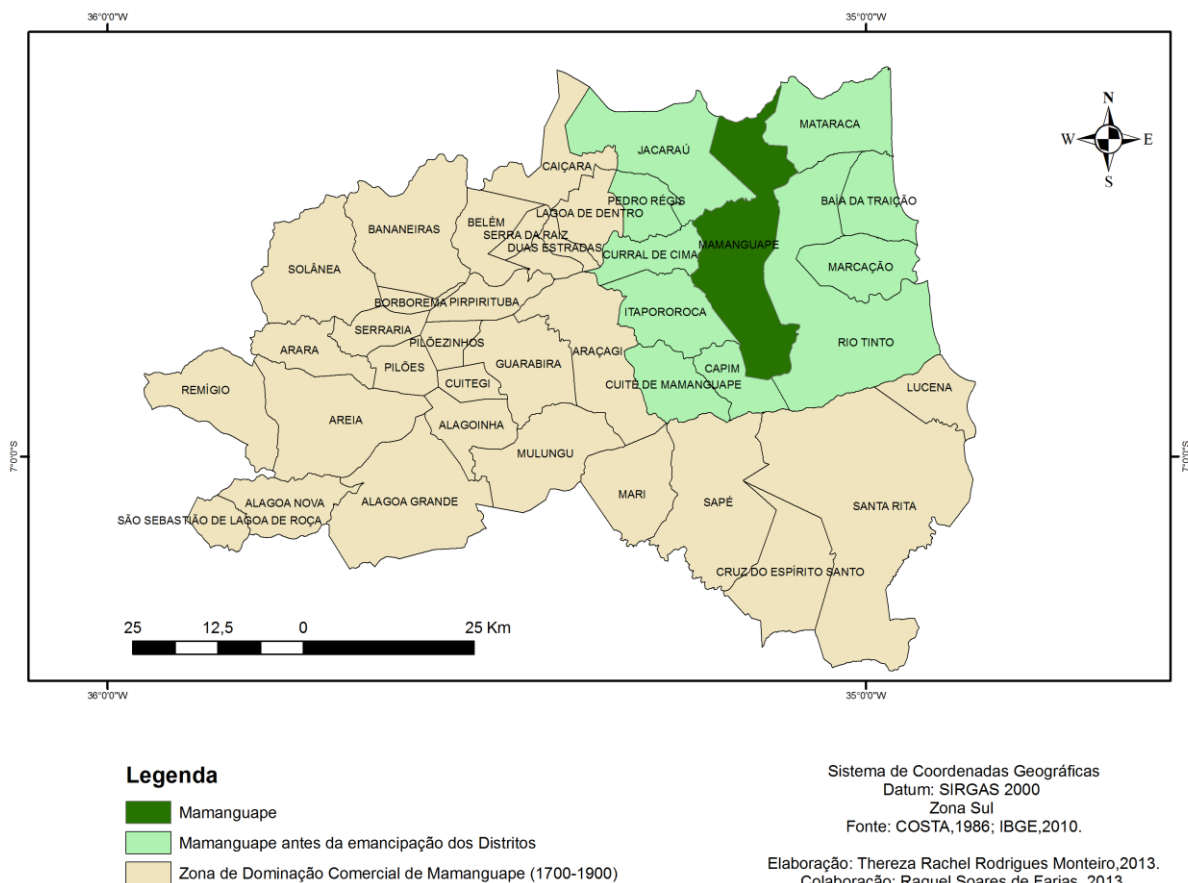 36°0'0"W
35°0'0"W
N
W
E
S
MATARACA
JACARAÚ
CAIÇARA
PEDRO RÉGIS
BAÍA DA TRAIÇÃO
LAGOA DE DENTRO
BELÉM
BANANEIRAS
SERRA DA RAIZ
MAMANGUAPE
DUAS ESTRADAS
CURRAL DE CIMA
SOLÂNEA
MARCAÇÃO
BORBOREMA
PIRPIRITUBA
ITAPOROROCA
SERRARIA
PILÕEZINHOS
RIO TINTO
ARARA
ARAÇAGI
PILÕES
GUARABIRA
CAPIM
REMÍGIO
CUITEGI
CUITÉ DE MAMANGUAPE
LUCENA
AREIA
ALAGOINHA
7°0'0"S
MULUNGU
7°0'0"S
MARI
ALAGOA NOVA
ALAGOA GRANDE
SAPÉ
SANTA RITA
SÃO SEBASTIÃO DE LAGOA DE ROÇA
CRUZ DO ESPÍRITO SANTO
25 12,5 0 25 Km
36°0'0"W
35°0'0"W
Legenda
Mamanguape
Mamanguape antes da emancipação dos Distritos
Zona de Dominação Comercial de Mamanguape (1700-1900)
Sistema de Coordenadas Geográficas
Datum: SIRGAS 2000
Zona Sul
Fonte: COSTA,1986; IBGE,2010.
Elaboração: Thereza Rachel Rodrigues Monteiro,2013.
Colaboração: Raquel Soares de Farias, 2013